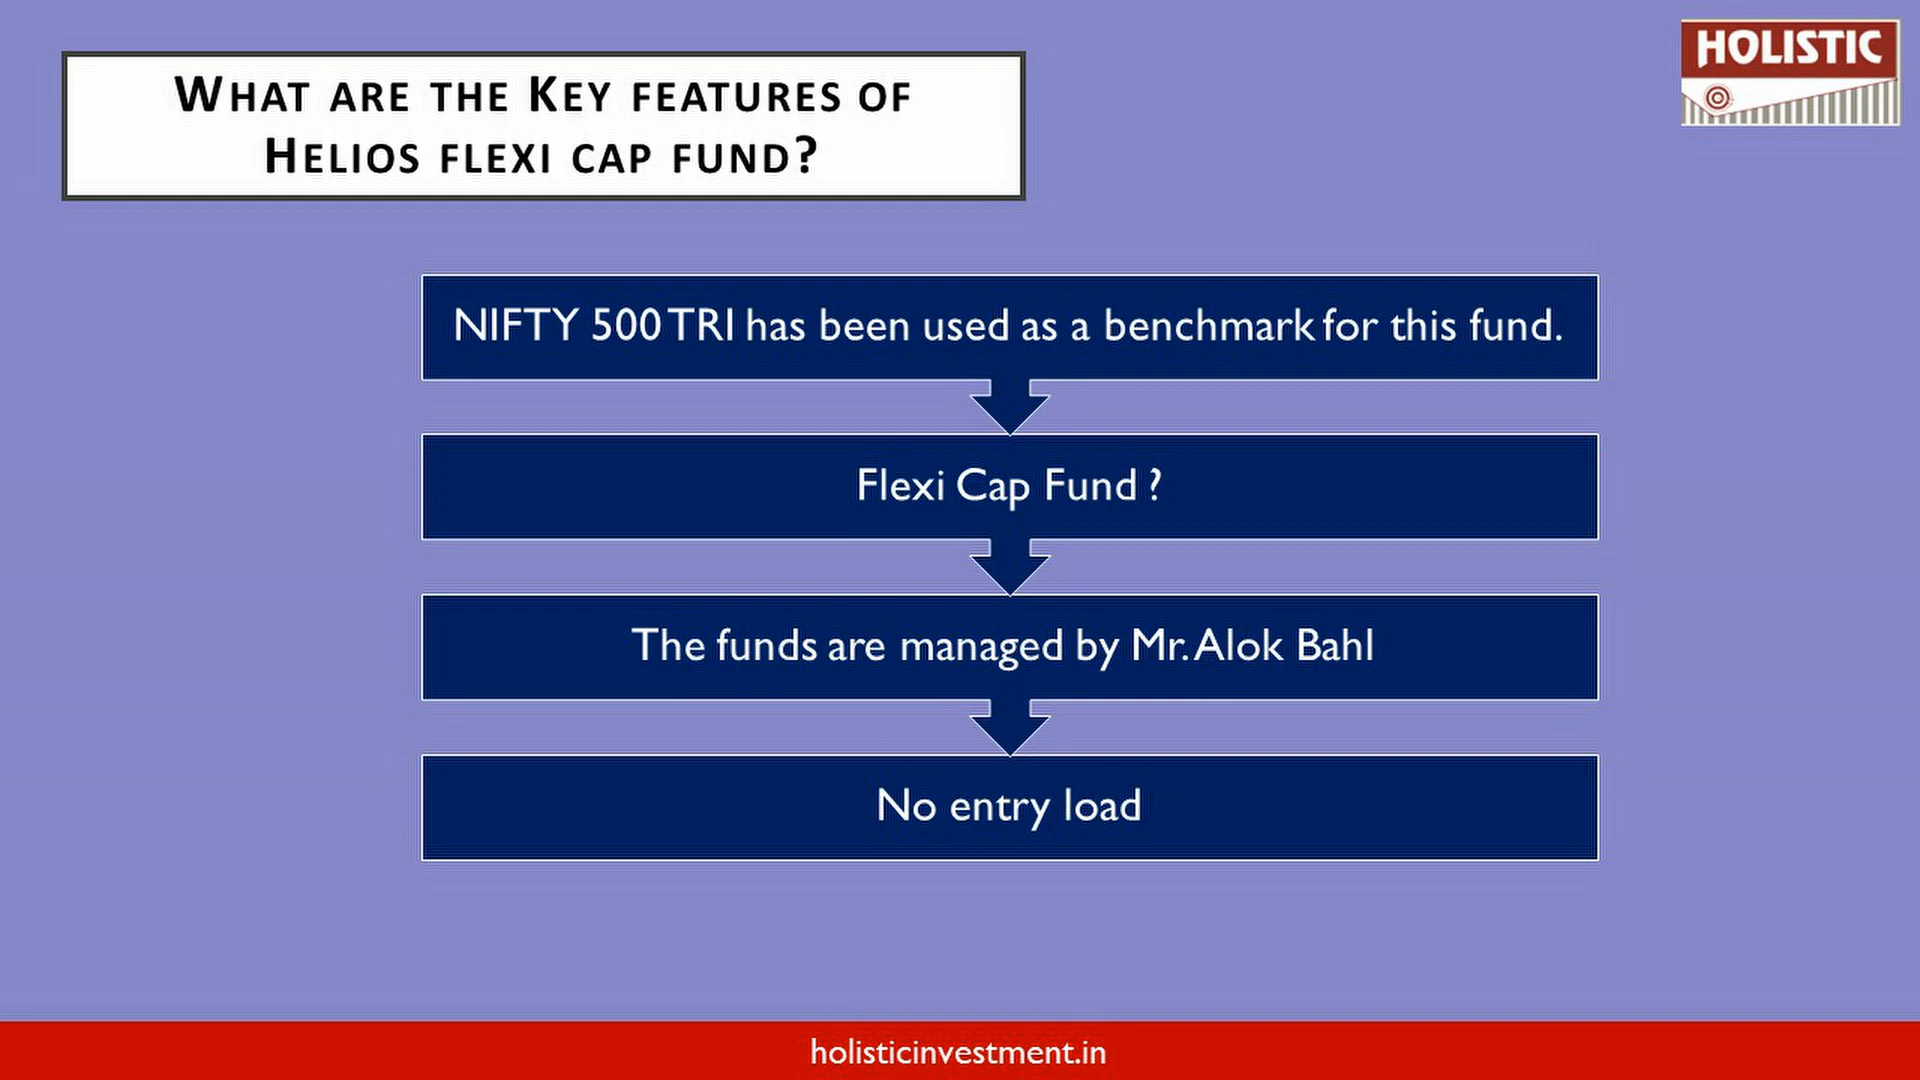 HOLISTIC
WHAT ARE THE KEY FEATURES OF
HELIOS FLEXI CAP FUND?
NIFTY 500 TRI has been used as a benchmark for this fund.
Flexi Cap Fund ?
The funds are managed by Mr. Alok Bahl
No entry load
holisticinvestment.in